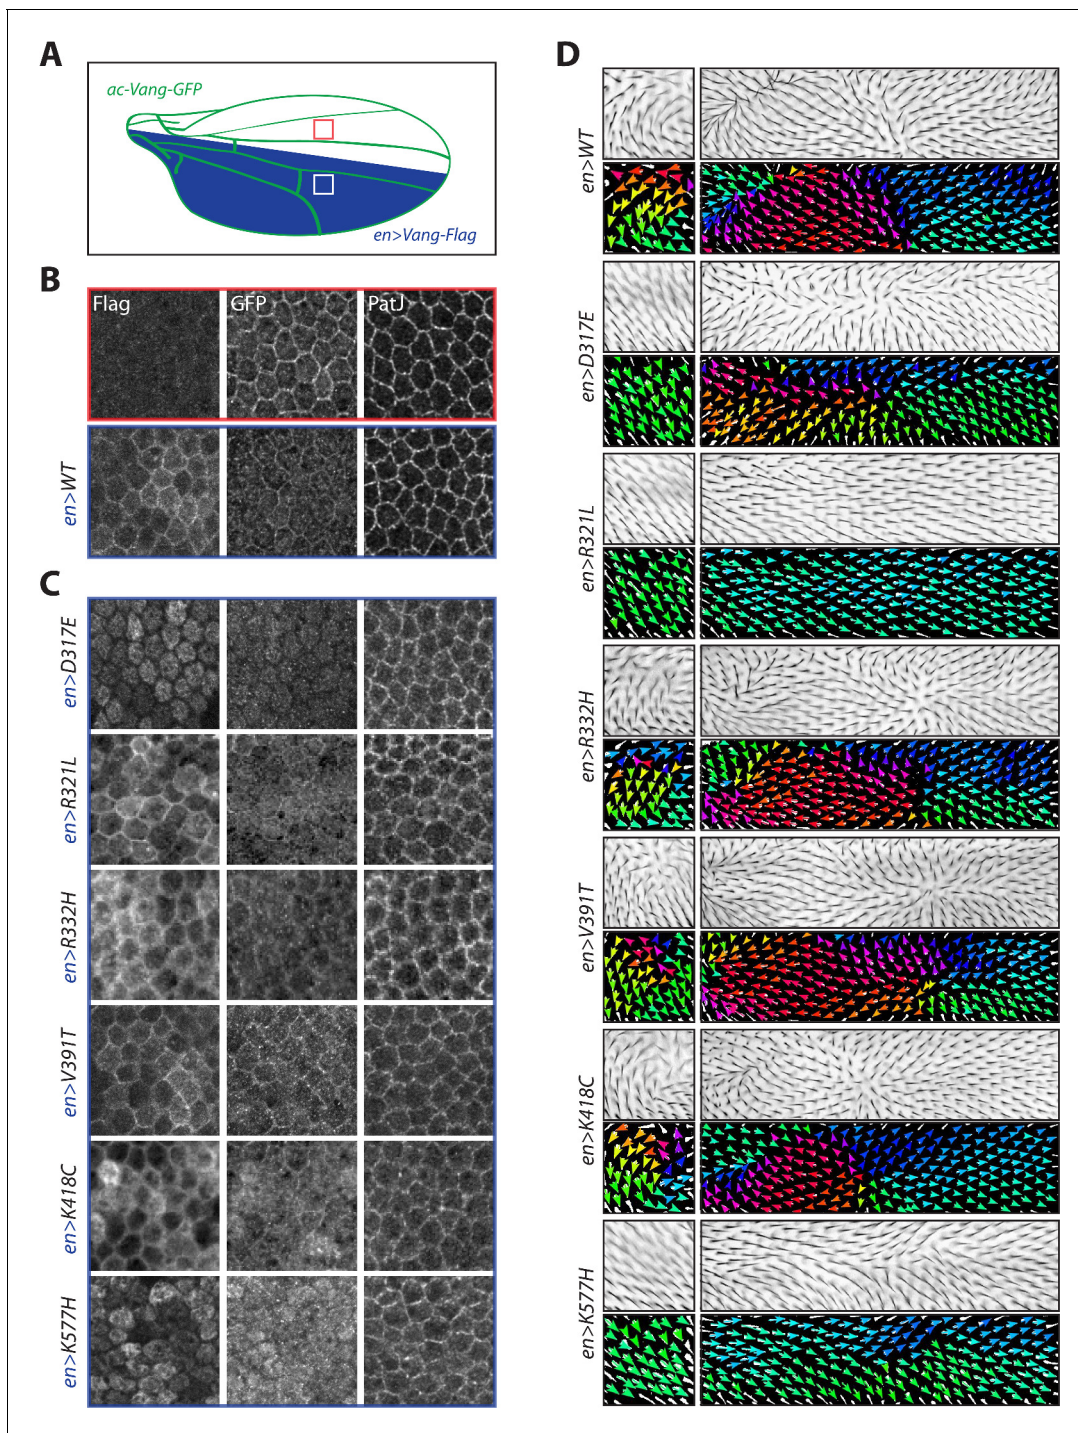 A
ac-Vang-GFP
en>Vang-Flag
B
Flag GFP PatJ
en>WT
C
en>D317E
en>R321L
en>R332H
en>V391T
en>K418C
en>K577H
D
en>WT
en>D317E
en>R321L
en>R332H
en>V391T
en>K418C
en>K577H